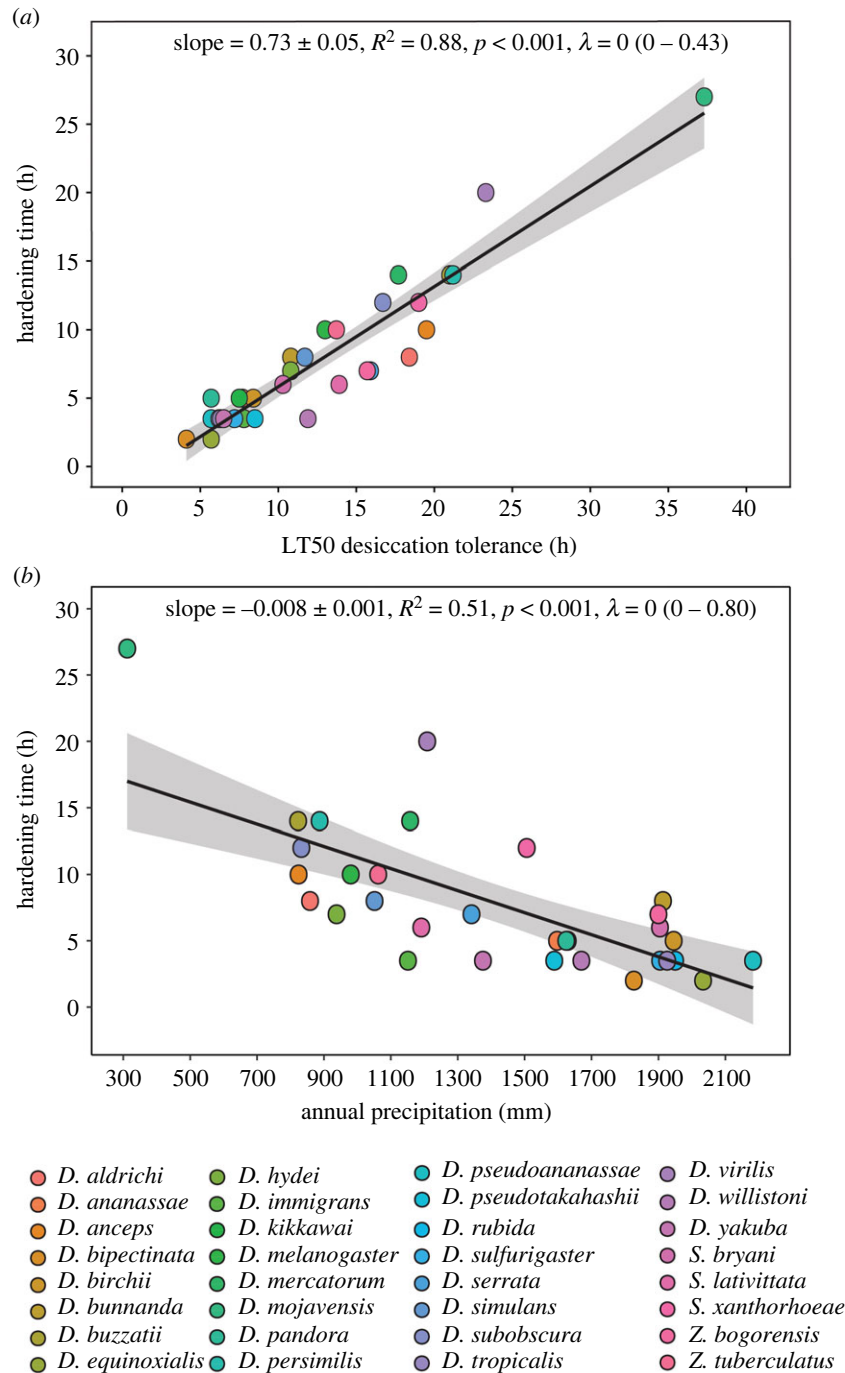 (a)
slope = 0.73 ± 0.05, R² = 0.88, p < 0.001, λ = 0 (0 – 0.43)
30
25
20
15
10
5
0
hardening time (h)
0 5 10 15 20 25 30 35 40
LT50 desiccation tolerance (h)
(b)
slope = –0.008 ± 0.001, R² = 0.51, p < 0.001, λ = 0 (0 – 0.80)
30
25
20
15
10
5
0
hardening time (h)
300 500 700 900 1100 1300 1500 1700 1900 2100
annual precipitation (mm)
D. aldrichi
D. ananassae
D. anceps
D. bipectinata
D. birchii
D. bunnanda
D. buzzatii
D. equinoxialis
D. hydei
D. immigrans
D. kikkawai
D. melanogaster
D. mercatorum
D. mojavensis
D. pandora
D. persimilis
D. pseudoananassae
D. pseudotakahashii
D. rubida
D. sulfurigaster
D. serrata
D. simulans
D. subobscura
D. tropicalis
D. virilis
D. willistoni
D. yakuba
S. bryani
S. lativittata
S. xanthorhoeae
Z. bogorensis
Z. tuberculatus